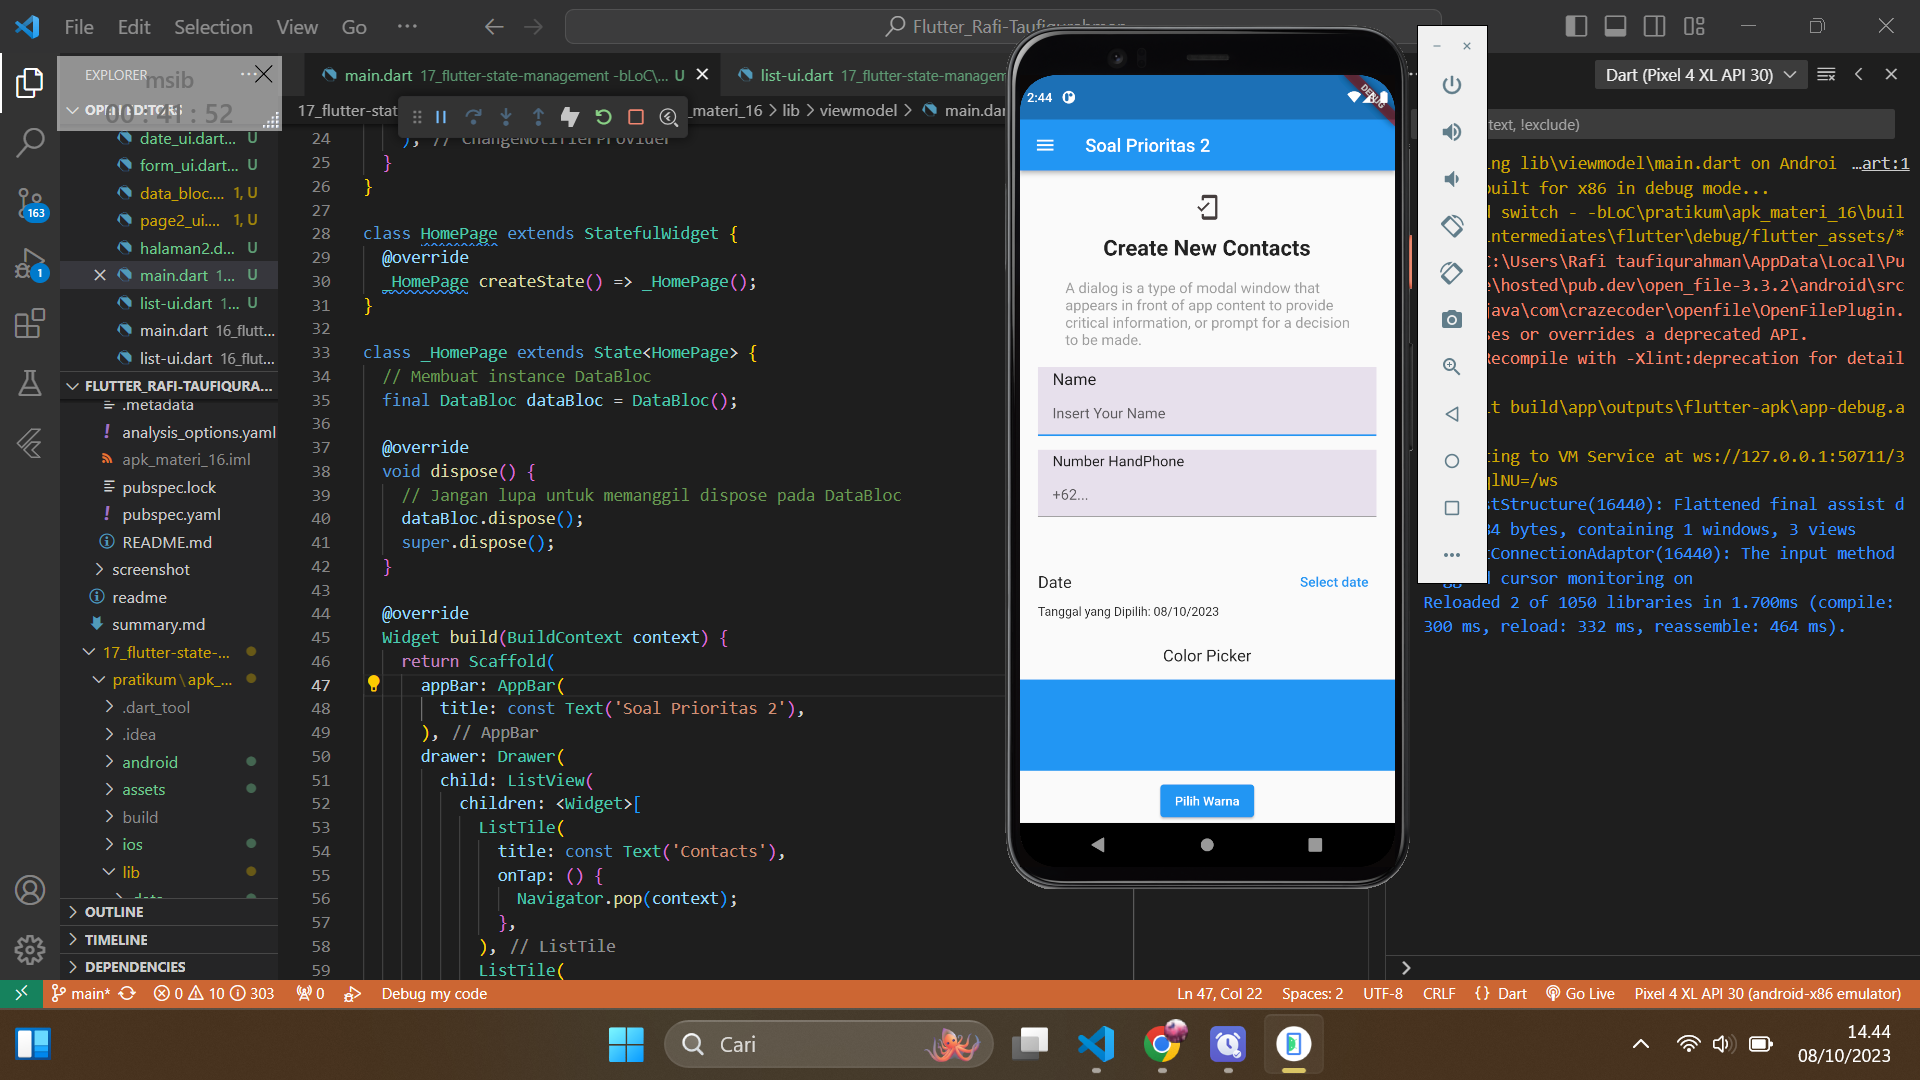 File Edit Selection View Go ···
Flutter_Rafi-Taufiqurahman
EXPLORER
msib
00 : 41 : 52
date_ui.dart... U
form_ui.dart... U
data_bloc.... 1, U
page2_ui.... 1, U
halaman2.d... U
main.dart 1... U
list-ui.dart 1... U
main.dart 16_flutt...
list-ui.dart 16_flut...
FLUTTER_RAFI-TAUFIQURA...
.metadata
analysis_options.yaml
apk_materi_16.iml
pubspec.lock
pubspec.yaml
README.md
screenshot
readme
summary.md
17_flutter-state-...
pratikum\apk_...
.dart_tool
.idea
android
assets
build
ios
lib
OUTLINE
TIMELINE
DEPENDENCIES
163
1
main.dart 17_flutter-state-management -bLoC\... U
list-ui.dart 17_flutter-state-managem
17_flutter-stat
_materi_16 > lib > viewmodel > main.dar
24 ), // ChangeNotifierProvider
25 }
26 }
27
28 class HomePage extends StatefulWidget {
29 @override
30 _HomePage createState() => _HomePage();
31 }
32
33 class _HomePage extends State<HomePage> {
34 // Membuat instance DataBloc
35 final DataBloc dataBloc = DataBloc();
36
37 @override
38 void dispose() {
39 // Jangan lupa untuk memanggil dispose pada DataBloc
40 dataBloc.dispose();
41 super.dispose();
42 }
43
44 @override
45 Widget build(BuildContext context) {
46 return Scaffold(
47 appBar: AppBar(
48 title: const Text('Soal Prioritas 2'),
49 ), // AppBar
50 drawer: Drawer(
51 child: ListView(
52 children: <Widget>[
53 ListTile(
54 title: const Text('Contacts'),
55 onTap: () {
56 Navigator.pop(context);
57 },
58 ), // ListTile
59 ListTile(
2:44
DEBUG
Soal Prioritas 2
Create New Contacts
A dialog is a type of modal window that
appears in front of app content to provide
critical information, or prompt for a decision
to be made.
Name
Insert Your Name
Number HandPhone
+62...
Date
Select date
Tanggal yang Dipilih: 08/10/2023
Color Picker
Pilih Warna
Dart (Pixel 4 XL API 30)
text, !exclude)
ng lib\viewmodel\main.dart on Androi …art:1
built for x86 in debug mode...
d switch - -bLoC\pratikum\apk_materi_16\buil
intermediates\flutter\debug/flutter_assets/*
C:\Users\Rafi taufiqurahman\AppData\Local\Pu
e\hosted\pub.dev\open_file-3.3.2\android\src
java\com\crazecoder\openfile\OpenFilePlugin.
ses or overrides a deprecated API.
Recompile with -Xlint:deprecation for detail
t build\app\outputs\flutter-apk\app-debug.a
ting to VM Service at ws://127.0.0.1:50711/3
qlNU=/ws
stStructure(16440): Flattened final assist d
34 bytes, containing 1 windows, 3 views
tConnectionAdaptor(16440): The input method
d cursor monitoring on
Reloaded 2 of 1050 libraries in 1.700ms (compile:
300 ms, reload: 332 ms, reassemble: 464 ms).
main* 0 10 303 0 Debug my code
Ln 47, Col 22 Spaces: 2 UTF-8 CRLF {} Dart Go Live Pixel 4 XL API 30 (android-x86 emulator)
Cari
14.44
08/10/2023